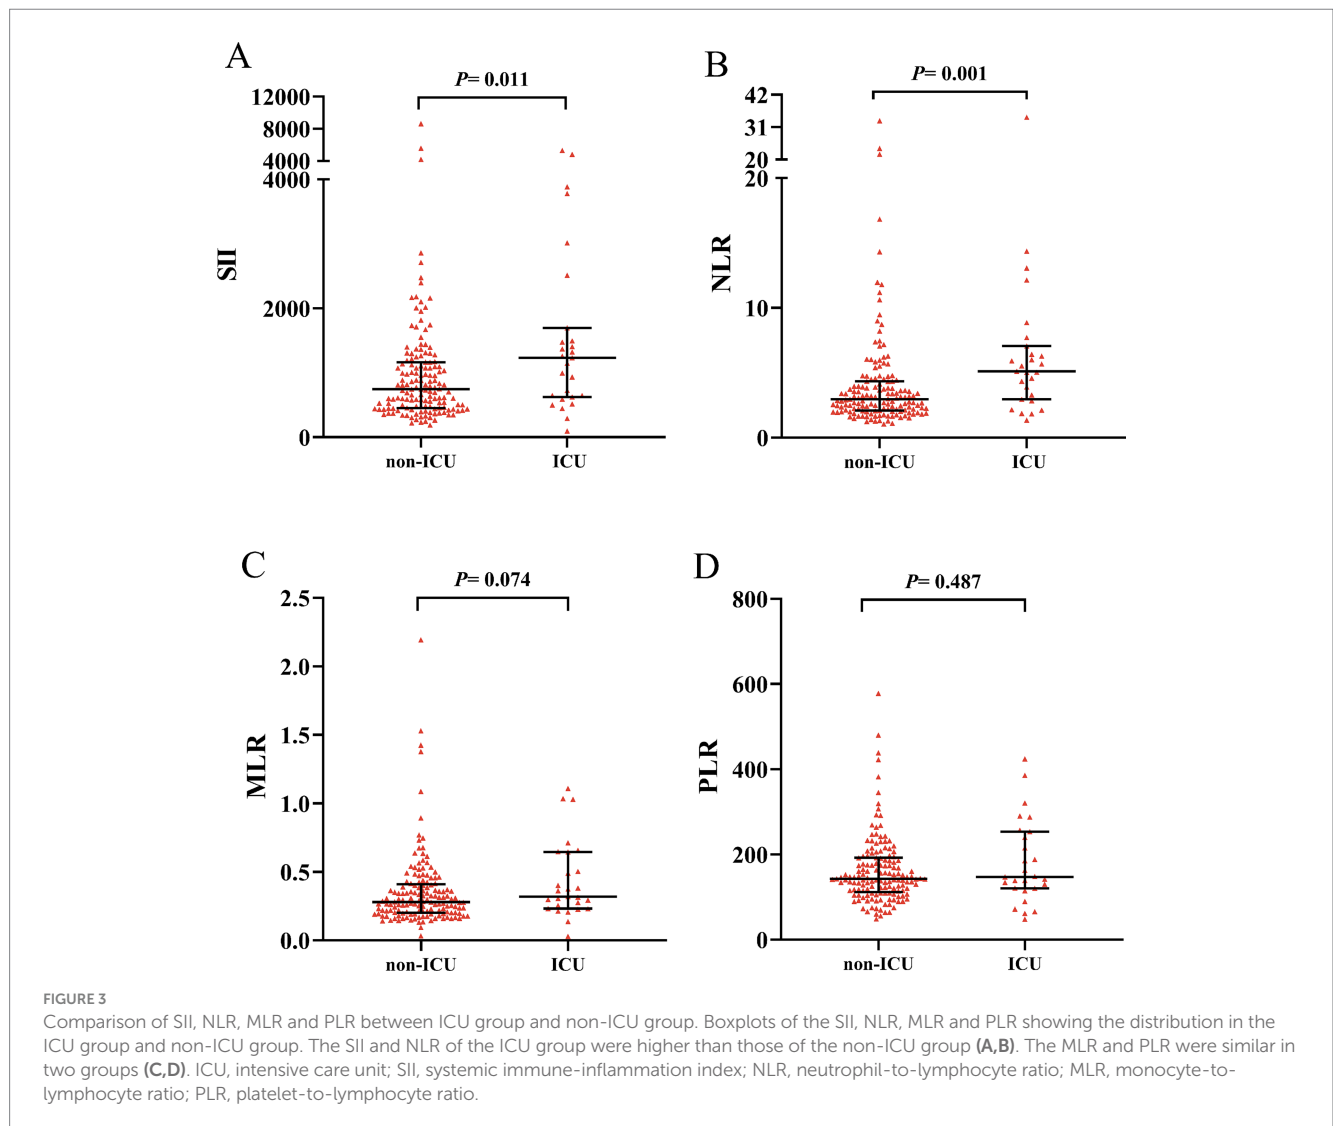 A
P= 0.011
12000
8000
4000
4000
2000
0
SII
non-ICU
ICU
B
P= 0.001
42
31
20
20
10
0
NLR
non-ICU
ICU
C
P= 0.074
2.5
2.0
1.5
1.0
0.5
0.0
MLR
non-ICU
ICU
D
P= 0.487
800
600
400
200
0
PLR
non-ICU
ICU
FIGURE 3
Comparison of SII, NLR, MLR and PLR between ICU group and non-ICU group. Boxplots of the SII, NLR, MLR and PLR showing the distribution in the
ICU group and non-ICU group. The SII and NLR of the ICU group were higher than those of the non-ICU group (A,B). The MLR and PLR were similar in
two groups (C,D). ICU, intensive care unit; SII, systemic immune-inflammation index; NLR, neutrophil-to-lymphocyte ratio; MLR, monocyte-to-
lymphocyte ratio; PLR, platelet-to-lymphocyte ratio.